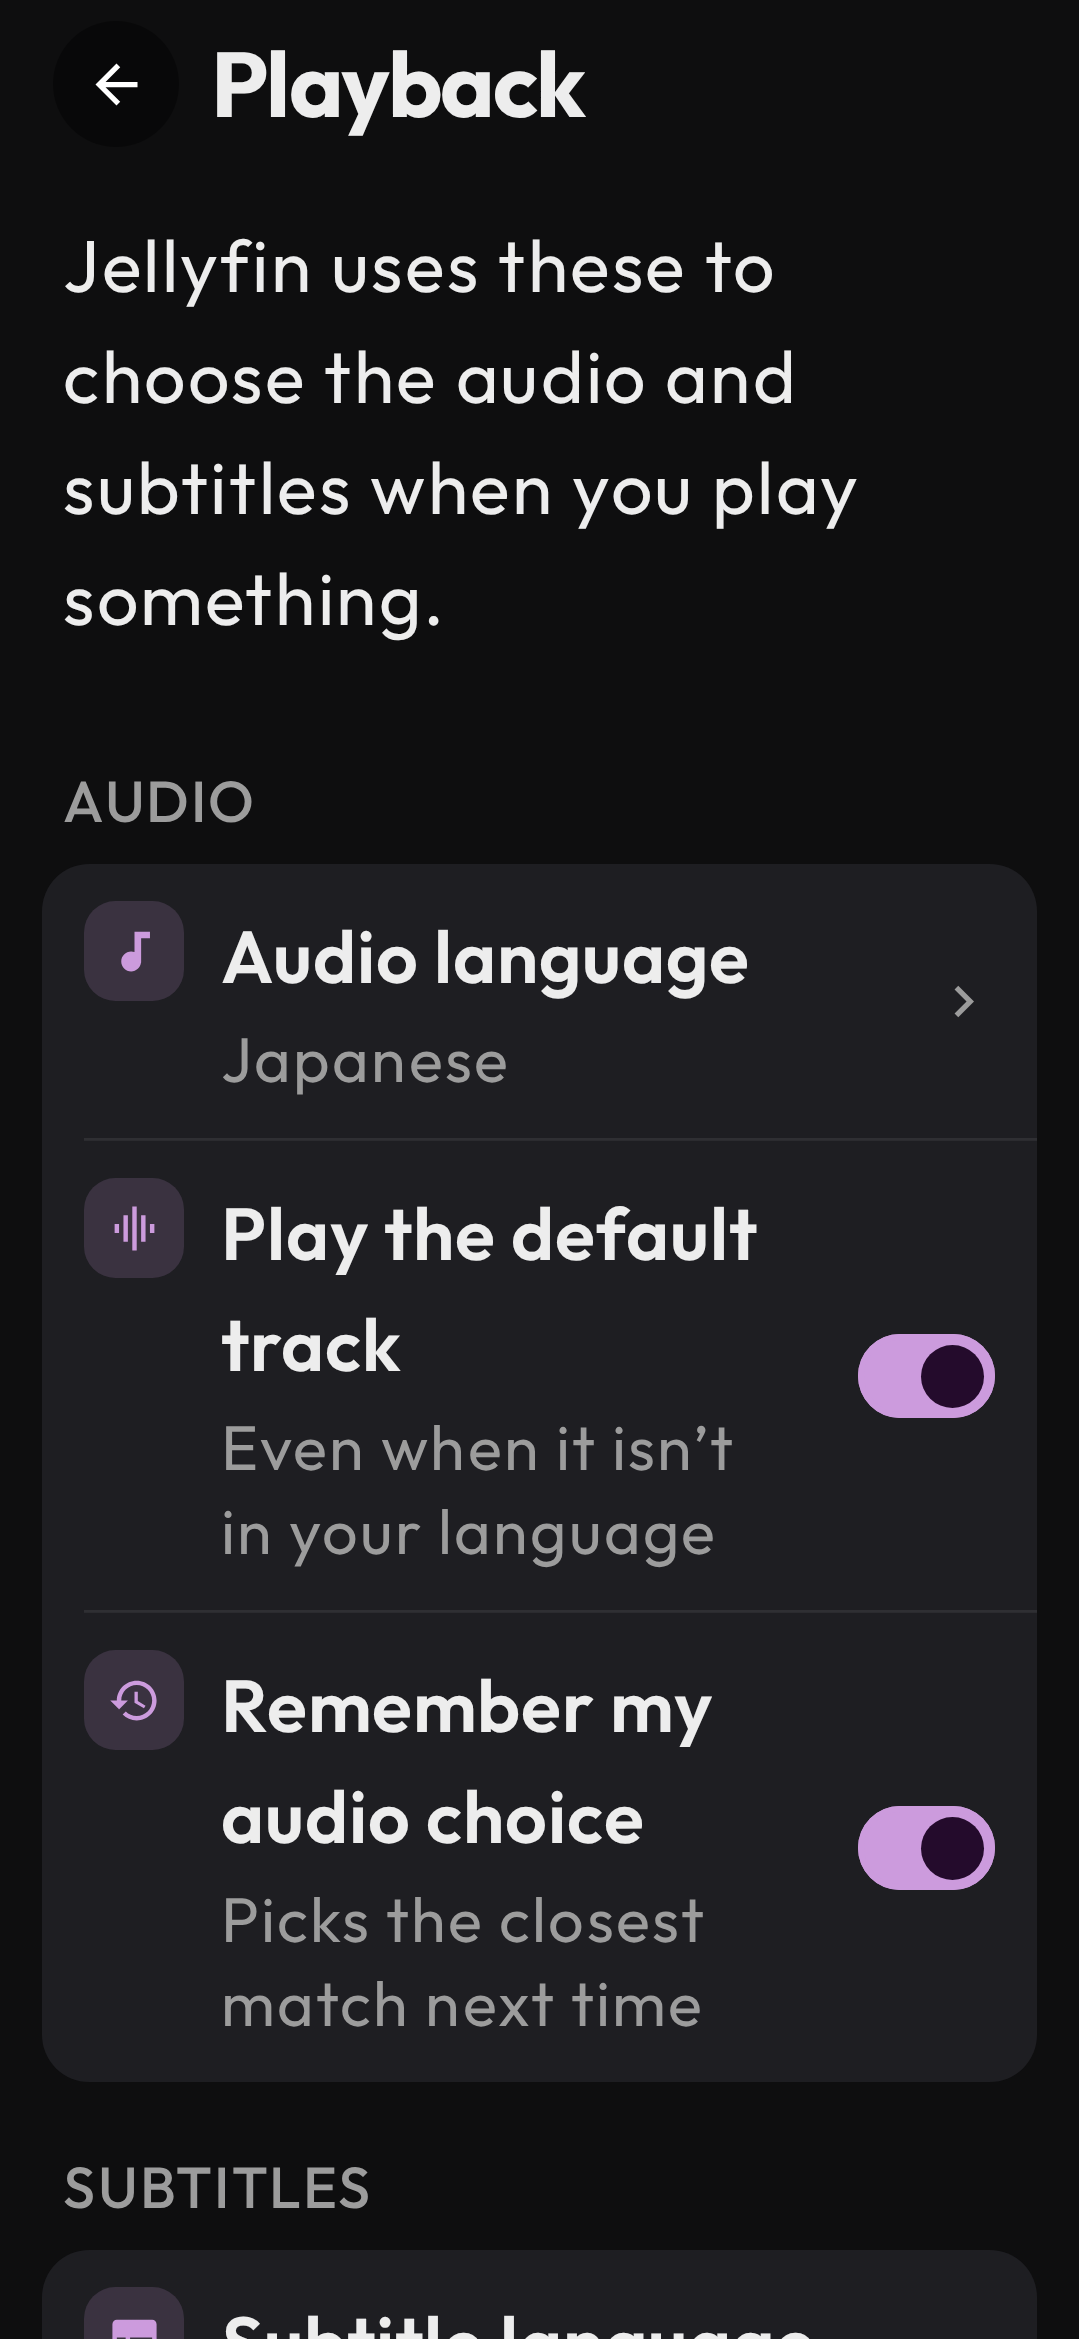 Playback
Jellyfin uses these to
choose the audio and
subtitles when you play
something.
AUDIO
Audio language
Japanese
Play the default
track
Even when it isn’t
in your language
Remember my
audio choice
Picks the closest
match next time
SUBTITLES
Subtitle language